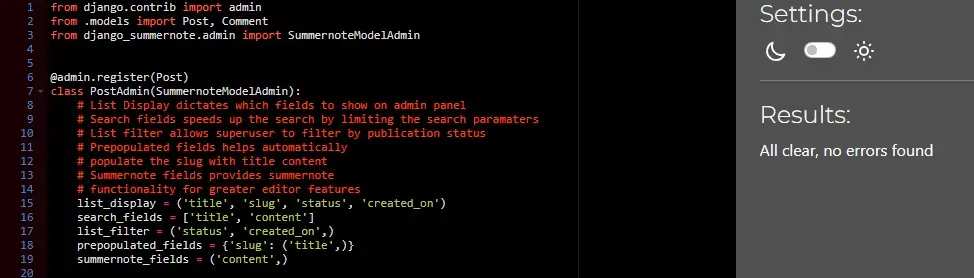 1 from django.contrib import admin
2 from .models import Post, Comment
3 from django_summernote.admin import SummernoteModelAdmin
4
5
6 @admin.register(Post)
7 class PostAdmin(SummernoteModelAdmin):
8 # List Display dictates which fields to show on admin panel
9 # Search fields speeds up the search by limiting the search paramaters
10 # List filter allows superuser to filter by publication status
11 # Prepopulated fields helps automatically
12 # populate the slug with title content
13 # Summernote fields provides summernote
14 # functionality for greater editor features
15 list_display = ('title', 'slug', 'status', 'created_on')
16 search_fields = ['title', 'content']
17 list_filter = ('status', 'created_on',)
18 prepopulated_fields = {'slug': ('title',)}
19 summernote_fields = ('content',)
20
Settings:
Results:
All clear, no errors found